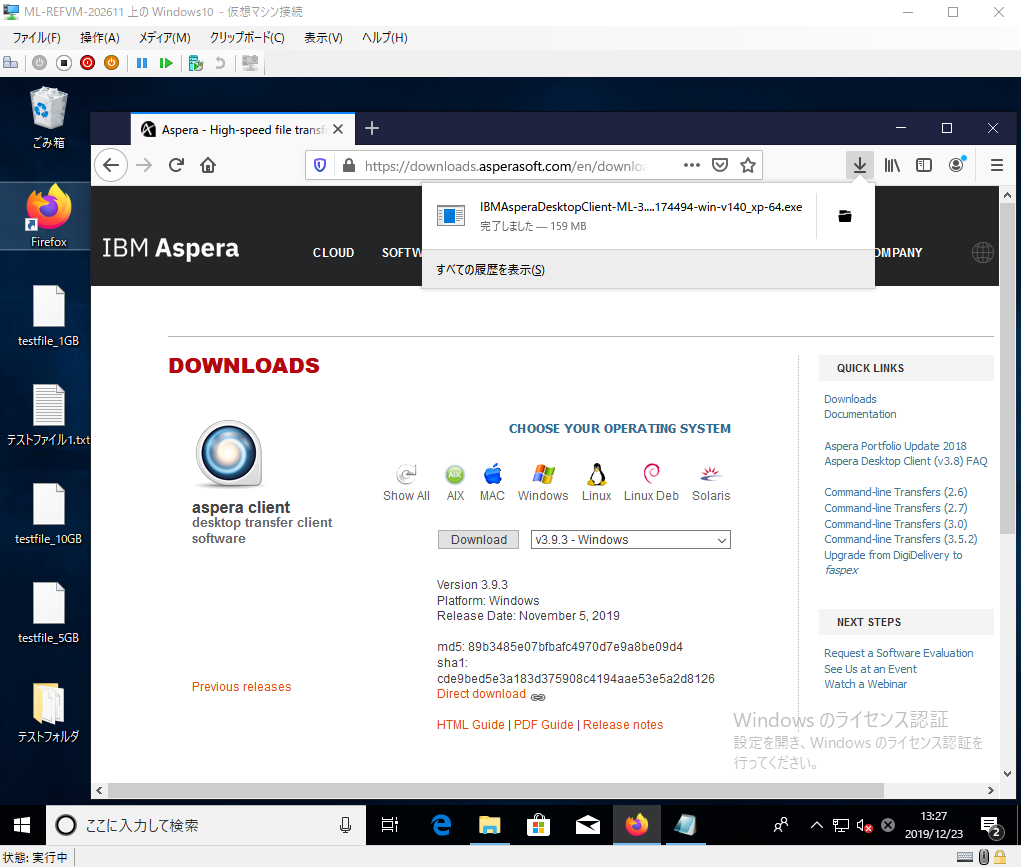 ML-REFVM-202611 上の Windows10 - 仮想マシン接続
ファイル(F) 操作(A) メディア(M) クリップボード(C) 表示(V) ヘルプ(H)
ごみ箱
Firefox
testfile_1GB
テストファイル1.txt
testfile_10GB
testfile_5GB
テストフォルダ
Aspera - High-speed file transf
https://downloads.asperasoft.com/en/downlo
IBMAsperaDesktopClient-ML-3....174494-win-v140_xp-64.exe
完了しました — 159 MB
すべての履歴を表示(S)
IBM Aspera
CLOUD SOFTW OMPANY
DOWNLOADS
aspera client
desktop transfer client
software
Previous releases
CHOOSE YOUR OPERATING SYSTEM
AIX
Show All AIX MAC Windows Linux Linux Deb Solaris
Download v3.9.3 - Windows
Version 3.9.3
Platform: Windows
Release Date: November 5, 2019
md5: 89b3485e07bfbafc4970d7e9a8be09d4
sha1:
cde9bed5e3a183d375908c4194aae53e5a2d8126
Direct download
HTML Guide | PDF Guide | Release notes
QUICK LINKS
Downloads
Documentation
Aspera Portfolio Update 2018
Aspera Desktop Client (v3.8) FAQ
Command-line Transfers (2.6)
Command-line Transfers (2.7)
Command-line Transfers (3.0)
Command-line Transfers (3.5.2)
Upgrade from DigiDelivery to
faspex
NEXT STEPS
Request a Software Evaluation
See Us at an Event
Watch a Webinar
Windows のライセンス認証
設定を開き、Windows のライセンス認証を
行ってください。
ここに入力して検索
13:27
2019/12/23
2
状態: 実行中